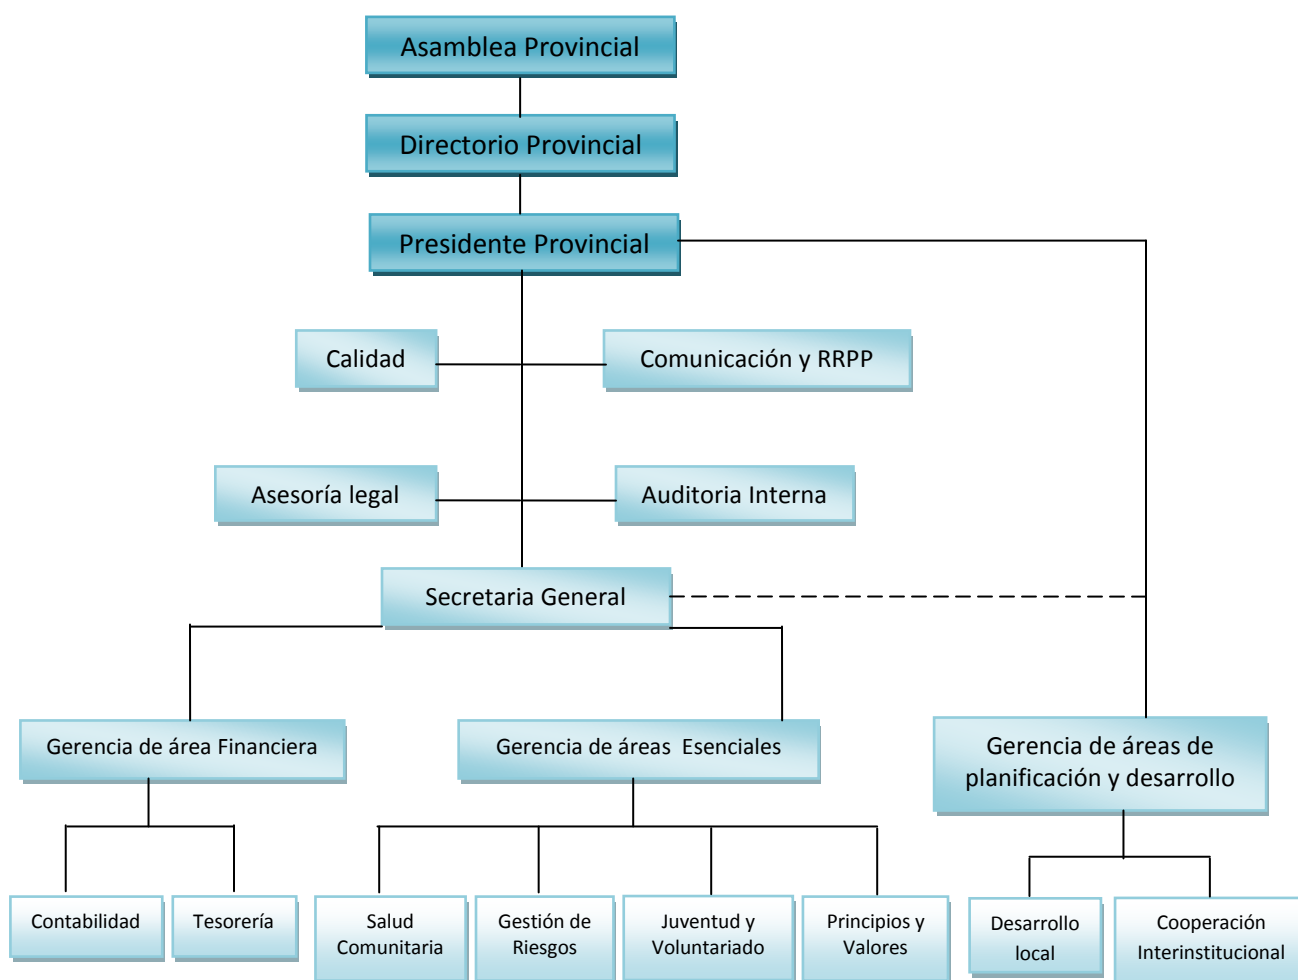 Asamblea Provincial
Directorio Provincial
Presidente Provincial
Calidad
Comunicación y RRPP
Asesoría legal
Auditoria Interna
Secretaria General
Gerencia de área Financiera
Gerencia de áreas Esenciales
Gerencia de áreas de
planificación y desarrollo
Contabilidad
Tesorería
Salud
Comunitaria
Gestión de
Riesgos
Juventud y
Voluntariado
Principios y
Valores
Desarrollo
local
Cooperación
Interinstitucional